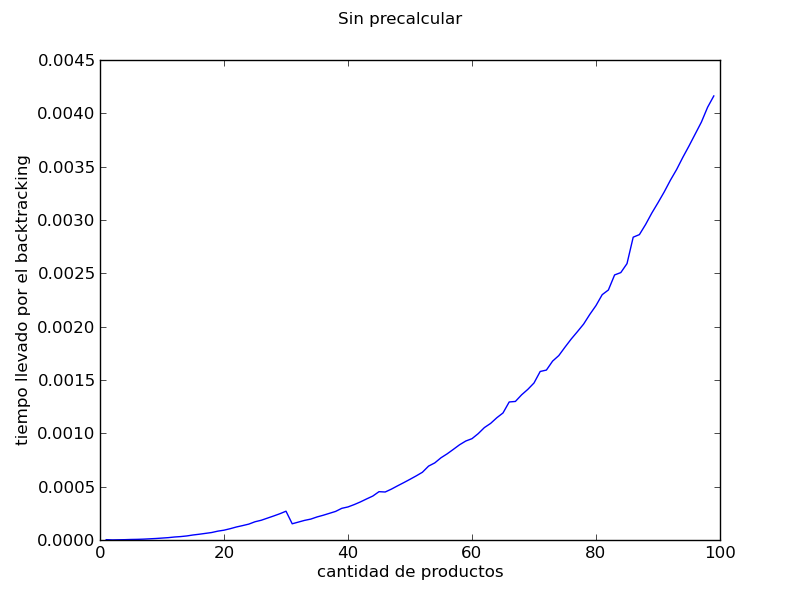 Sin precalcular
0.0045
0.0040
0.0035
0.0030
0.0025
0.0020
0.0015
0.0010
0.0005
0.0000
tiempo llevado por el backtracking
0 20 40 60 80 100
cantidad de productos